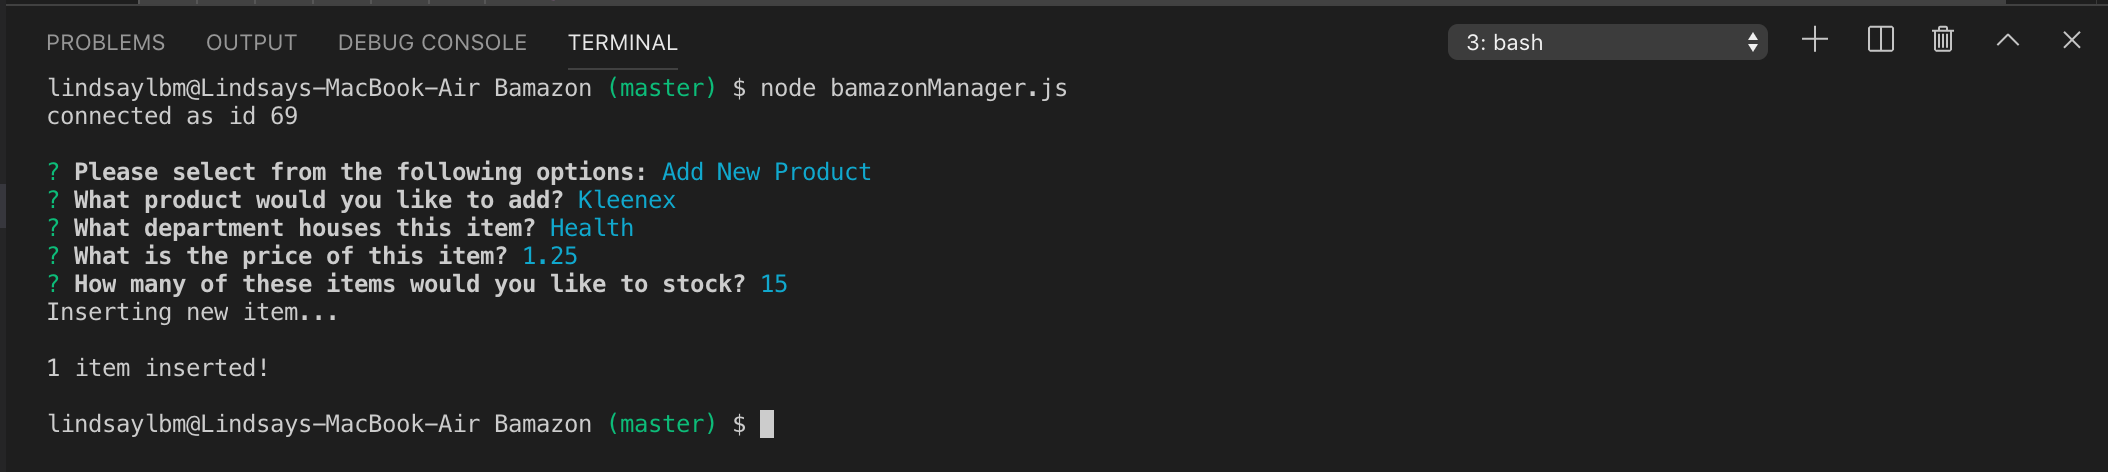 PROBLEMS OUTPUT DEBUG CONSOLE TERMINAL 3: bash
lindsaylbm@Lindsays-MacBook-Air Bamazon (master) $ node bamazonManager.js
connected as id 69
? Please select from the following options: Add New Product
? What product would you like to add? Kleenex
? What department houses this item? Health
? What is the price of this item? 1.25
? How many of these items would you like to stock? 15
Inserting new item...
1 item inserted!
lindsaylbm@Lindsays-MacBook-Air Bamazon (master) $